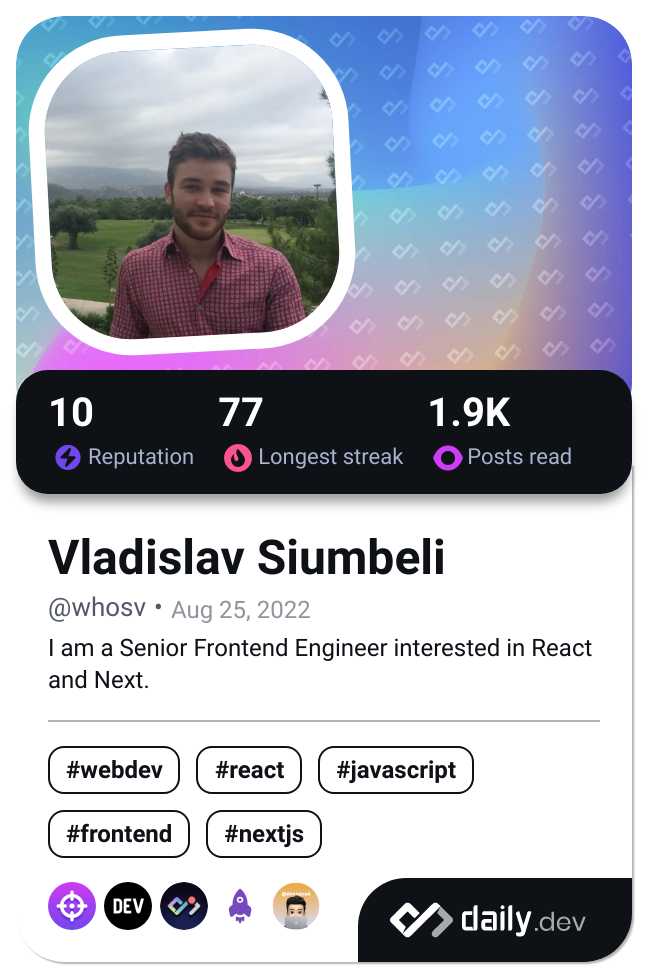 10 77 1.9K
Reputation Longest streak Posts read
Vladislav Siumbeli
@whosv • Aug 25, 2022
I am a Senior Frontend Engineer interested in React
and Next.
#webdev #react #javascript
#frontend #nextjs
DEV
daily.dev